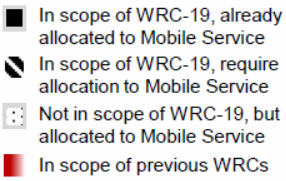 In scope of WRC-19, already
allocated to Mobile Service
In scope of WRC-19, require
allocation to Mobile Service
Not in scope of WRC-19, but
allocated to Mobile Service
In scope of previous WRCs